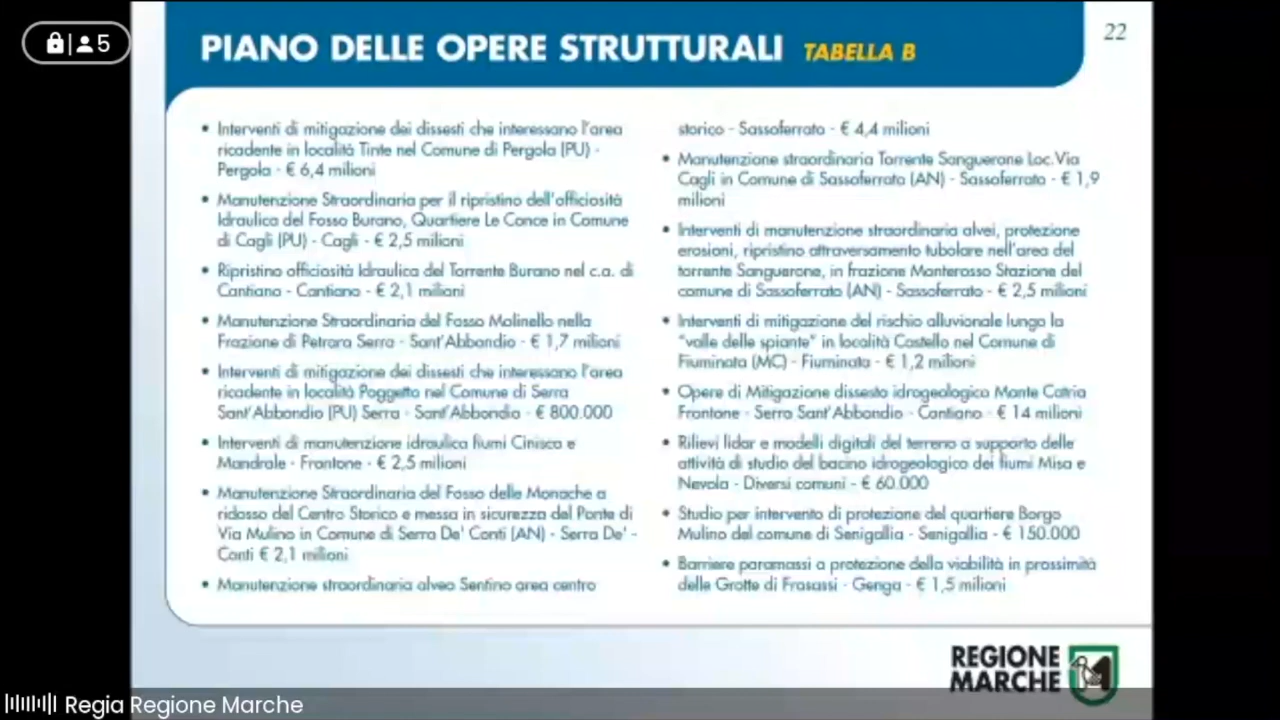 5
PIANO DELLE OPERE STRUTTURALI TABELLA B
22
• Interventi di mitigazione dei dissesti che interessano l'area
ricadente in località Tinte nel Comune di Pergola (PU) -
Pergola - € 6,4 milioni
• Manutenzione Straordinaria per il ripristino dell'officiosità
Idraulica del Fosso Burano, Quartiere Le Conce in Comune
di Cagli (PU) - Cagli - € 2,5 milioni
• Ripristino officiosità Idraulica del Torrente Burano nel c.a. di
Cantiano - Cantiano - € 2,1 milioni
• Manutenzione Straordinaria del Fosso Molinello nella
Frazione di Petrara Serra - Sant'Abbondio - € 1,7 milioni
• Interventi di mitigazione dei dissesti che interessano l'area
ricadente in località Poggetto nel Comune di Serra
Sant'Abbondio (PU) Serra - Sant'Abbondio - € 800.000
• Interventi di manutenzione idraulica fiumi Cinisco e
Mandrale - Frontone - € 2,5 milioni
• Manutenzione Straordinaria del Fosso delle Monache a
ridosso del Centro Storico e messa in sicurezza del Ponte di
Via Mulino in Comune di Serra De' Conti (AN) - Serra De' -
Conti € 2,1 milioni
• Manutenzione straordinaria alveo Sentino area centro
storico - Sassoferrato - € 4,4 milioni
• Manutenzione straordinaria Torrente Sanguerone Loc.Via
Cagli in Comune di Sassoferrato (AN) - Sassoferrato - € 1,9
milioni
• Interventi di manutenzione straordinaria alvei, protezione
erosioni, ripristino attraversamento tubolare nell'area del
torrente Sanguerone, in frazione Monterosso Stazione del
comune di Sassoferrato (AN) - Sassoferrato - € 2,5 milioni
• Interventi di mitigazione del rischio alluvionale lungo la
"valle delle spiante" in località Castello nel Comune di
Fiuminata (MC) - Fiuminata - € 1,2 milioni
• Opere di Mitigazione dissesto idrogeologico Monte Catria
Frontone - Serra Sant'Abbondio - Cantiano - € 14 milioni
• Rilievi lidar e modelli digitali del terreno a supporto delle
attività di studio del bacino idrogeologico dei fiumi Misa e
Nevola - Diversi comuni - € 60.000
• Studio per intervento di protezione del quartiere Borgo
Mulino del comune di Senigallia - Senigallia - € 150.000
• Barriere paramassi a protezione della viabilità in prossimità
delle Grotte di Frasassi - Genga - € 1,5 milioni
REGIONE
MARCHE
Regia Regione Marche